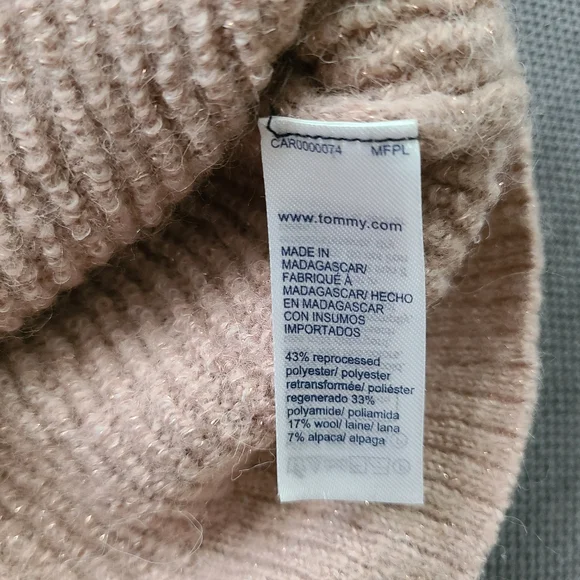 CAR0000074 MFPL
www.tommy.com
MADE IN
MADAGASCAR/
FABRIQUÉ À
MADAGASCAR/ HECHO
EN MADAGASCAR
CON INSUMOS
IMPORTADOS
43% reprocessed
polyester/ polyester
retransformée/ poliéster
regenerado 33%
polyamide/ poliamida
17% wool/ laine/ lana
7% alpaca/ alpaga